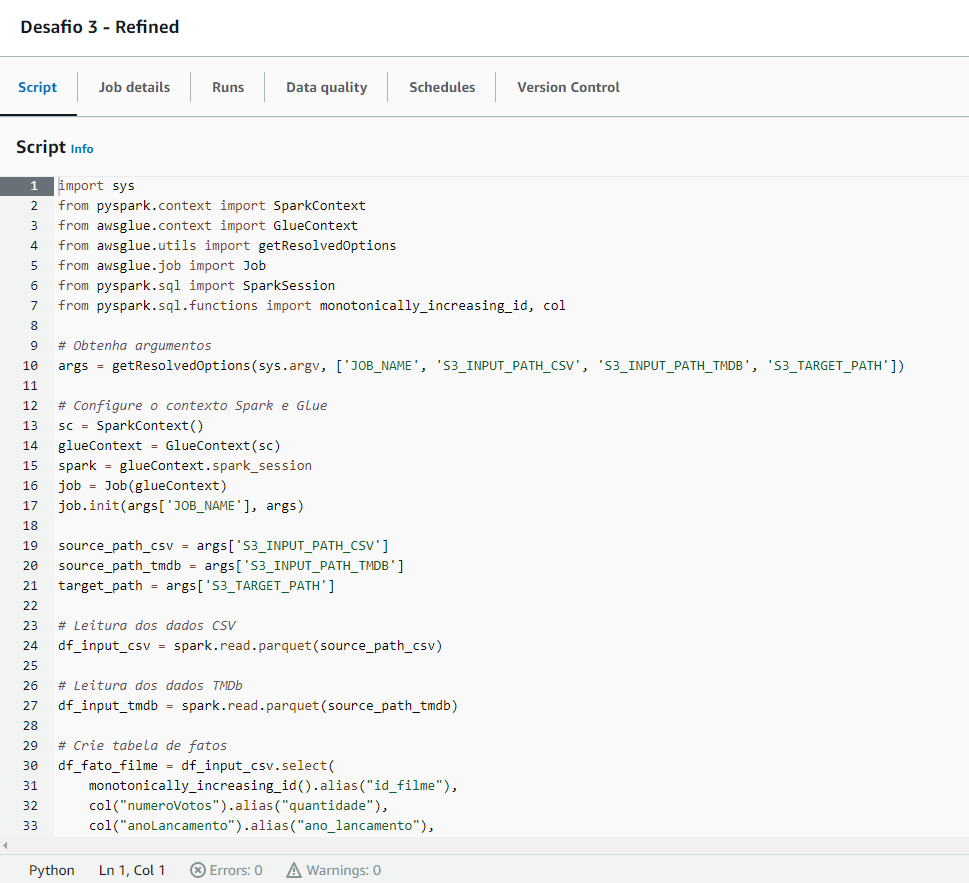 Desafio 3 - Refined
Script
Job details
Runs
Data quality
Schedules
Version Control
Script Info
1 import sys
2 from pyspark.context import SparkContext
3 from awsglue.context import GlueContext
4 from awsglue.utils import getResolvedOptions
5 from awsglue.job import Job
6 from pyspark.sql import SparkSession
7 from pyspark.sql.functions import monotonically_increasing_id, col
8
9 # Obtenha argumentos
10 args = getResolvedOptions(sys.argv, ['JOB_NAME', 'S3_INPUT_PATH_CSV', 'S3_INPUT_PATH_TMDB', 'S3_TARGET_PATH'])
11
12 # Configure o contexto Spark e Glue
13 sc = SparkContext()
14 glueContext = GlueContext(sc)
15 spark = glueContext.spark_session
16 job = Job(glueContext)
17 job.init(args['JOB_NAME'], args)
18
19 source_path_csv = args['S3_INPUT_PATH_CSV']
20 source_path_tmdb = args['S3_INPUT_PATH_TMDB']
21 target_path = args['S3_TARGET_PATH']
22
23 # Leitura dos dados CSV
24 df_input_csv = spark.read.parquet(source_path_csv)
25
26 # Leitura dos dados TMDb
27 df_input_tmdb = spark.read.parquet(source_path_tmdb)
28
29 # Crie tabela de fatos
30 df_fato_filme = df_input_csv.select(
31     monotonically_increasing_id().alias("id_filme"),
32     col("numeroVotos").alias("quantidade"),
33     col("anoLancamento").alias("ano_lancamento"),
Python Ln 1, Col 1 Errors: 0 Warnings: 0